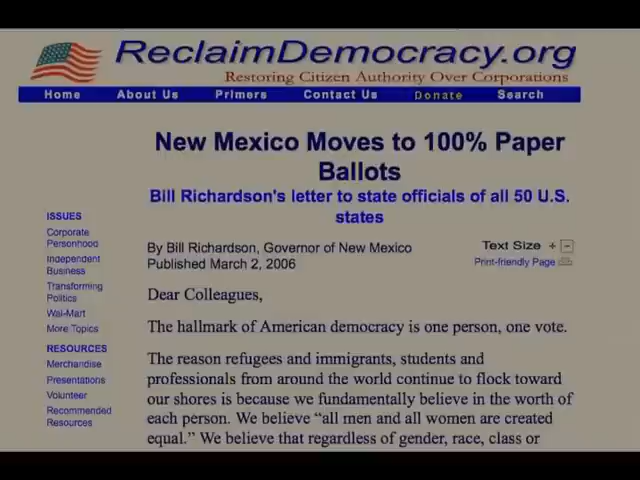 ReclaimDemocracy.org
Restoring Citizen Authority Over Corporations
Home About Us Primers Contact Us Donate Search
New Mexico Moves to 100% Paper
Ballots
Bill Richardson's letter to state officials of all 50 U.S.
states
ISSUES
Corporate
Personhood
Independent
Business
Transforming
Politics
Wal-Mart
More Topics
RESOURCES
Merchandise
Presentations
Volunteer
Recommended
Resources
By Bill Richardson, Governor of New Mexico
Published March 2, 2006
Text Size + -
Print-friendly Page
Dear Colleagues,
The hallmark of American democracy is one person, one vote.
The reason refugees and immigrants, students and
professionals from around the world continue to flock toward
our shores is because we fundamentally believe in the worth of
each person. We believe “all men and all women are created
equal.” We believe that regardless of gender, race, class or